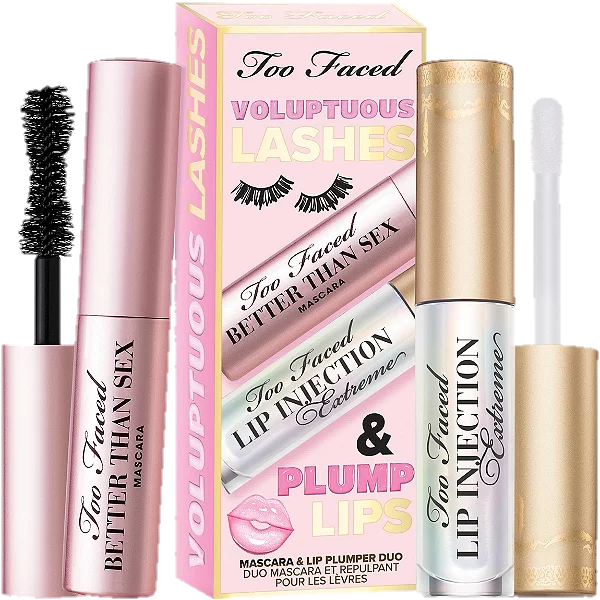 Too Faced
BETTER THAN SEX
MASCARA
VOLUPTUOUS LASHES
Too Faced
VOLUPTUOUS
LASHES
Too Faced
BETTER THAN SEX
MASCARA
Too Faced
LIP INJECTION
Extreme
&
PLUMP
LIPS
MASCARA & LIP PLUMPER DUO
DUO MASCARA ET REPULPANT
POUR LES LÈVRES
Too Faced
LIP INJECTION
Extreme